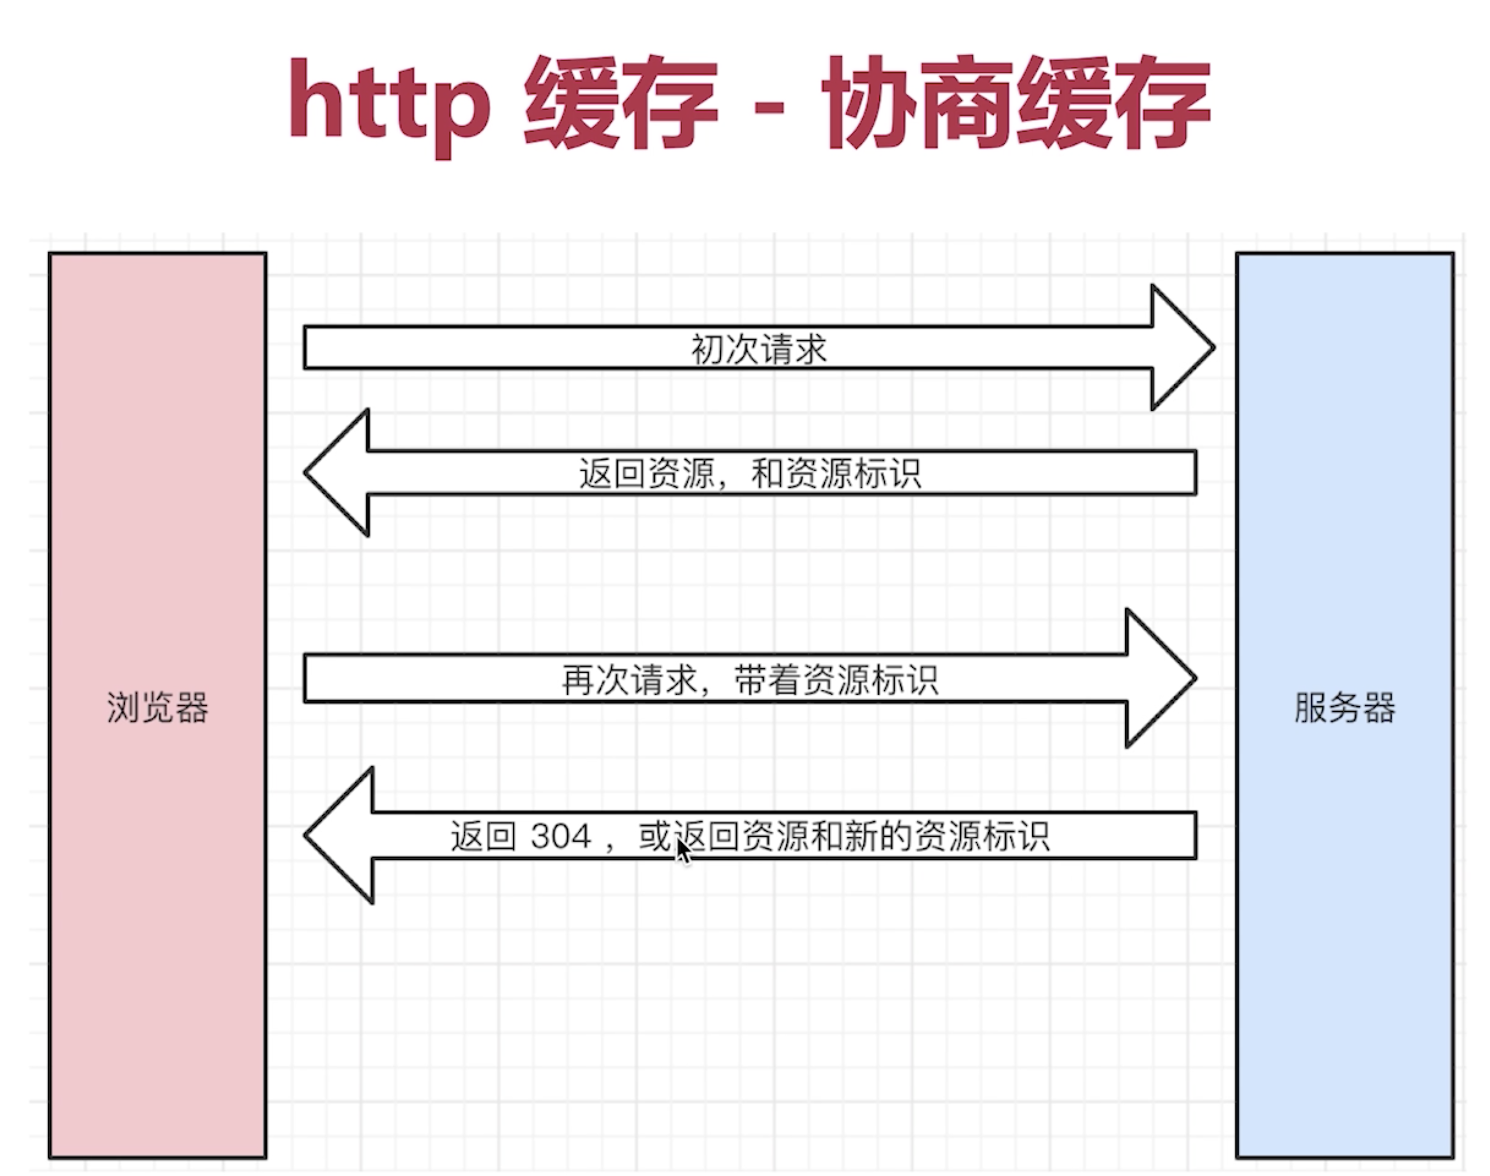 http 缓存 - 协商缓存
初次请求
返回资源，和资源标识
再次请求，带着资源标识
浏览器
服务器
返回 304 ，或返回资源和新的资源标识